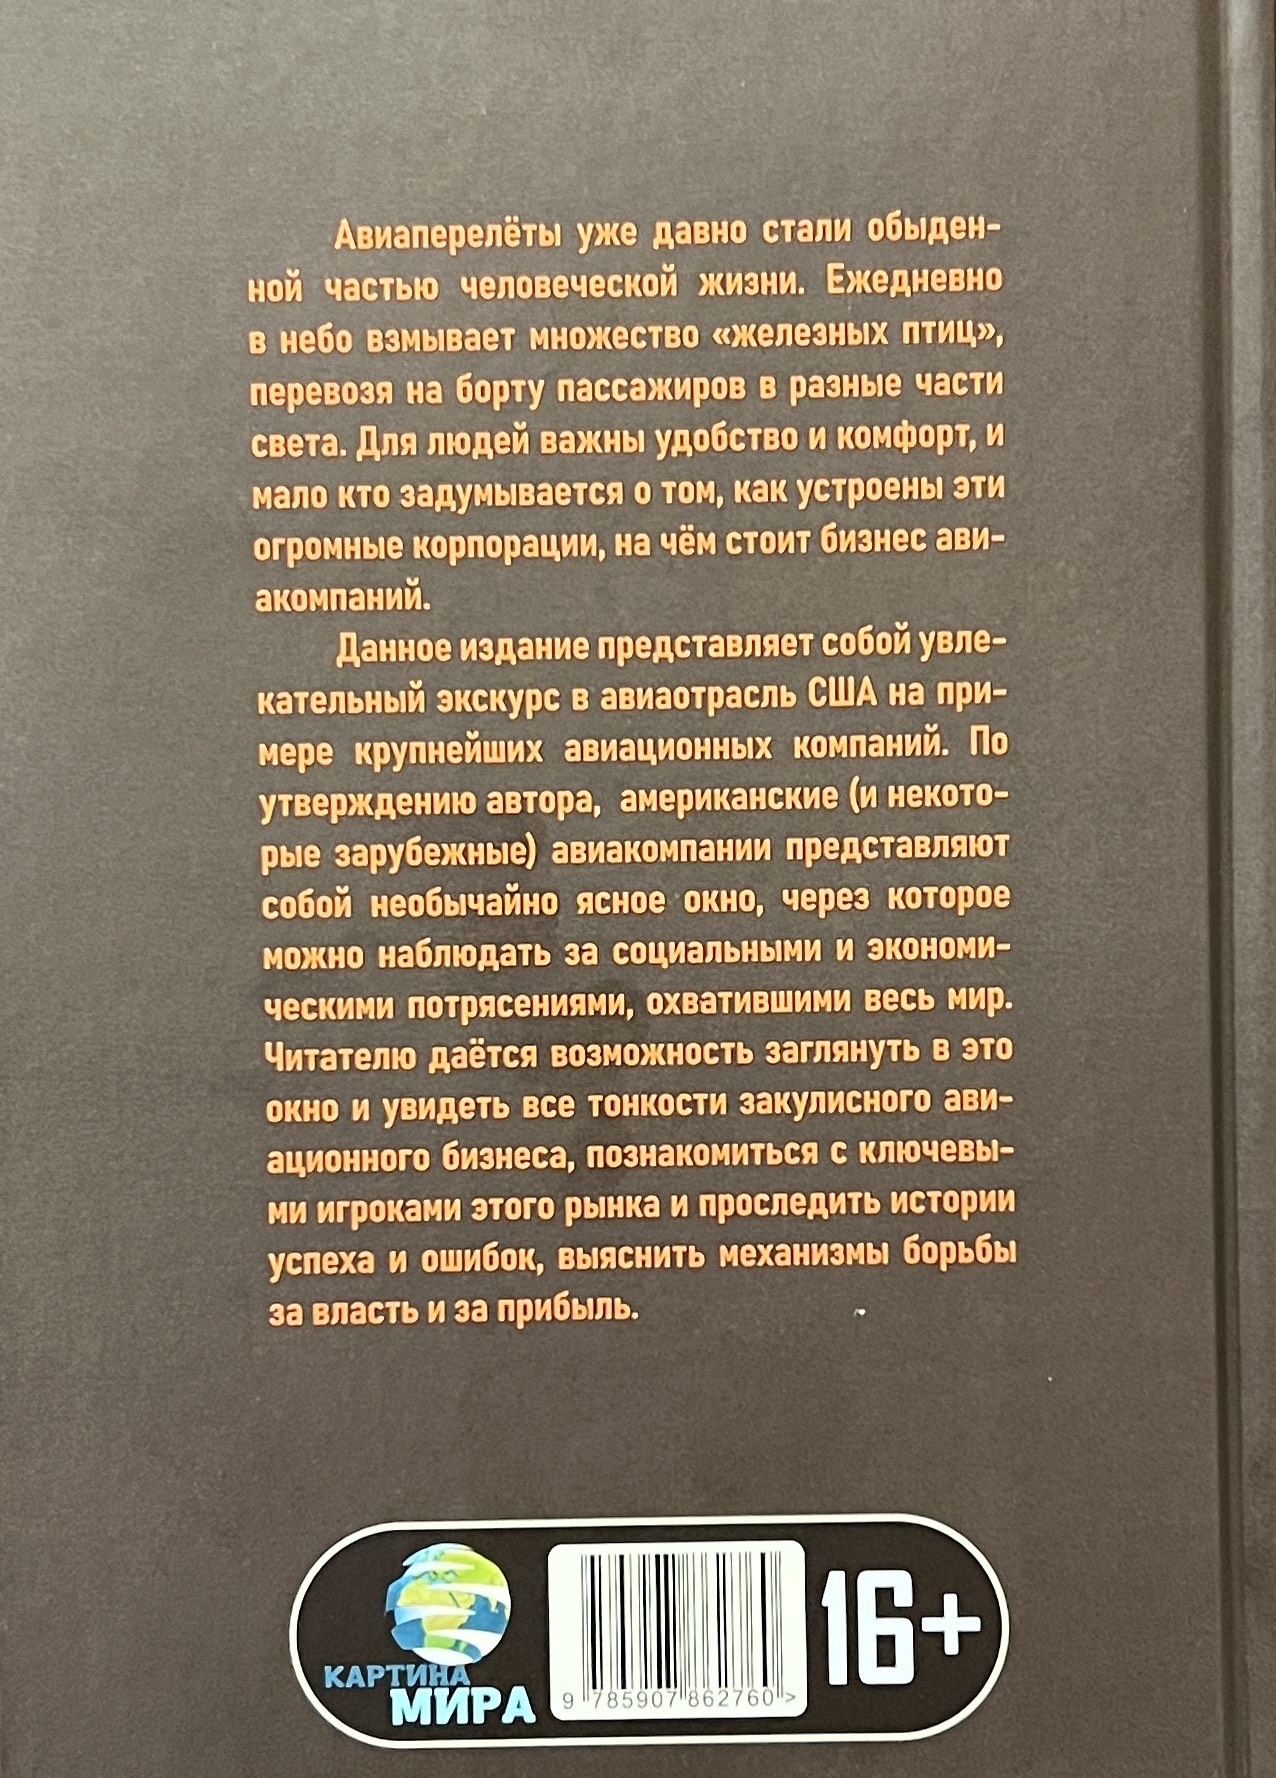 Авиаперелёты уже давно стали обыден-
ной частью человеческой жизни. Ежедневно
в небо взмывает множество «железных птиц»,
перевозя на борту пассажиров в разные части
света. Для людей важны удобство и комфорт, и
мало кто задумывается о том, как устроены эти
огромные корпорации, на чём стоит бизнес ави-
акомпаний.
Данное издание представляет собой увле-
кательный экскурс в авиаотрасль США на при-
мере крупнейших авиационных компаний. По
утверждению автора, американские (и некото-
рые зарубежные) авиакомпании представляют
собой необычайно ясное окно, через которое
можно наблюдать за социальными и экономи-
ческими потрясениями, охватившими весь мир.
Читателю даётся возможность заглянуть в это
окно и увидеть все тонкости закулисного ави-
ационного бизнеса, познакомиться с ключевы-
ми игроками этого рынка и проследить истории
успеха и ошибок, выяснить механизмы борьбы
за власть и за прибыль.
КАРТИНА
МИРА
9 785907 862760 >
16+